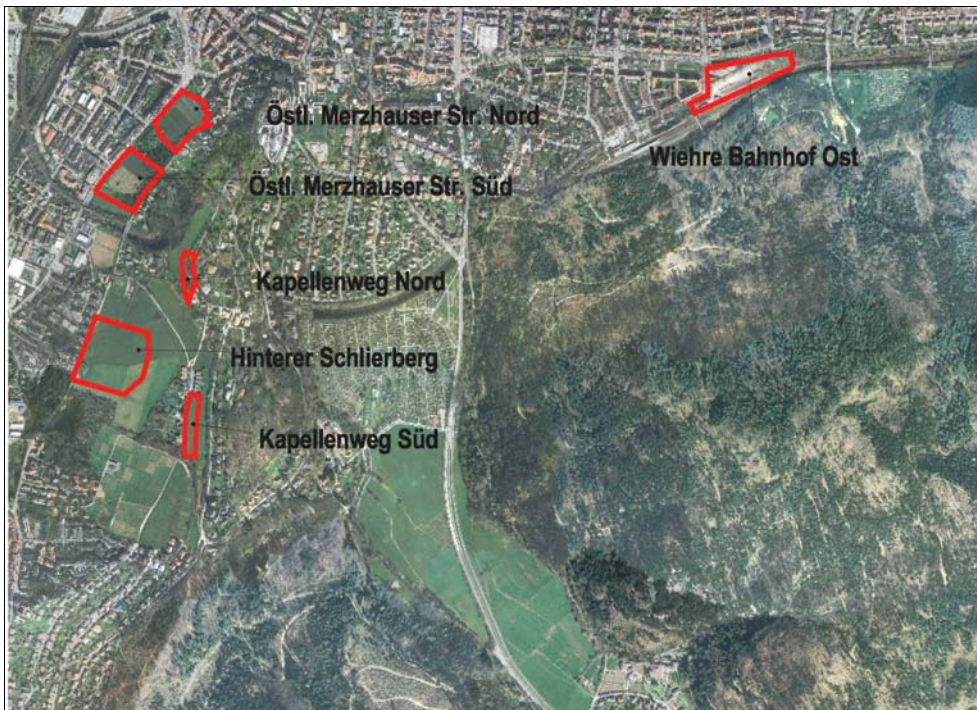 Östl. Merzhauser Str. Nord
Wiehre Bahnhof Ost
Östl. Merzhauser Str. Süd
Kapellenweg Nord
Hinterer Schlierberg
Kapellenweg Süd